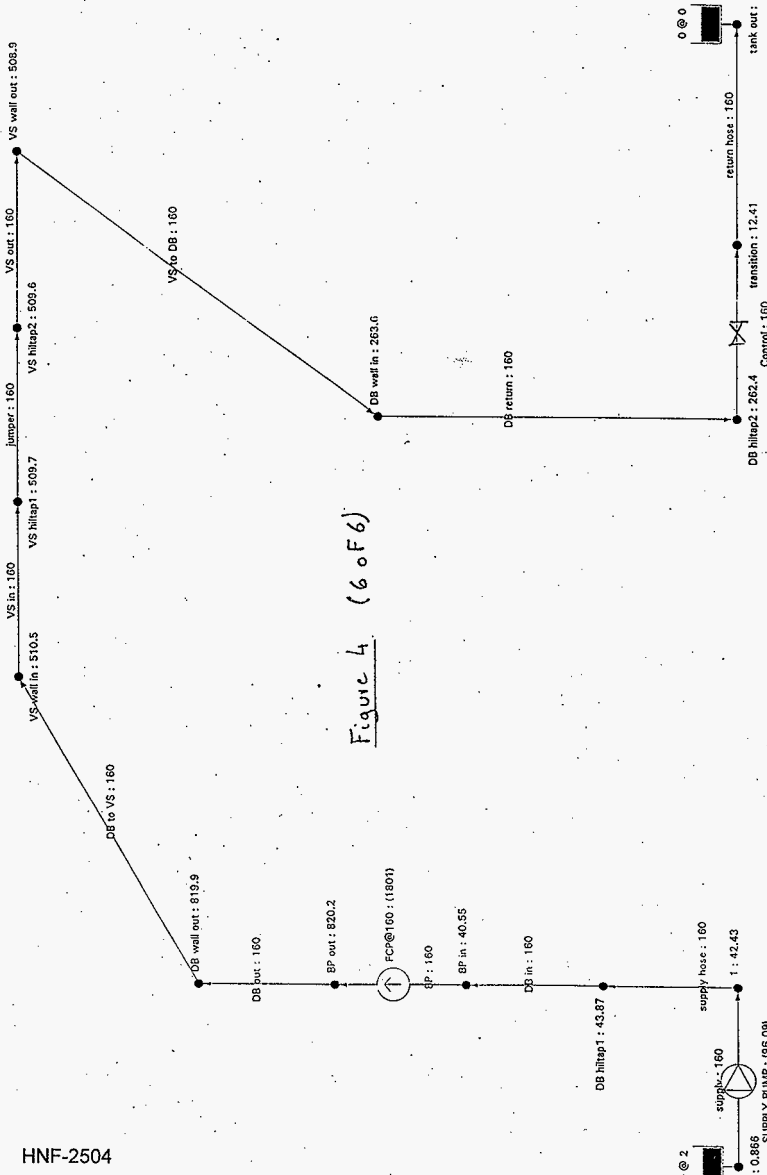 VS wall out : 508.9
VS out : 160
VS hiltap2 : 509.6
jumper : 160
VS hiltap1 : 509.7
VS in : 160
VS wall in : 510.5
VS to DB : 160
DB to VS : 160
0 @ 0
tank out :
return hose : 160
transition : 12.41
Control : 160
DB hiltap2 : 262.4
DB return : 160
DB wall in : 263.6
Figure 4 (6 of 6)
DB wall out : 819.9
DB out : 160
BP out : 820.2
FCP@160 : (1801)
BP : 160
BP in : 40.55
DB in : 160
DB hiltap1 : 43.87
supply hose : 160
1 : 42.43
supply : 160
SUPPLY PUMP : (96.09)
@ 2
: 0.866
HNF-2504